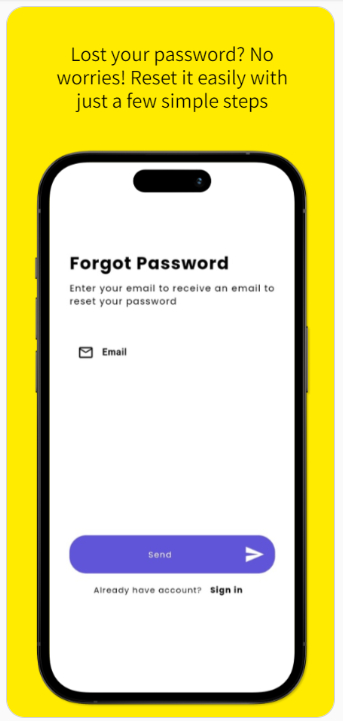 Lost your password? No
worries! Reset it easily with
just a few simple steps
Forgot Password
Enter your email to receive an email to
reset your password
Email
Send
Already have account? Sign in